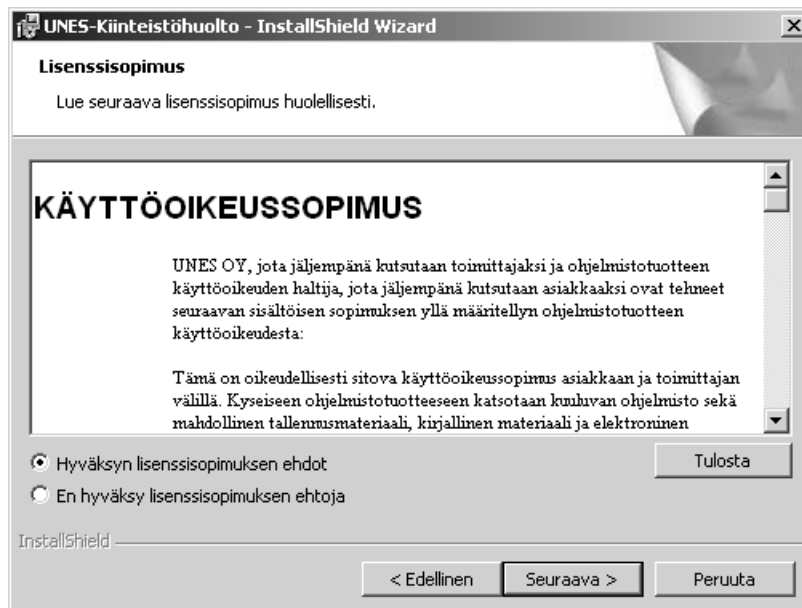 UNES-Kiinteistöhuolto - InstallShield Wizard
Lisenssisopimus
Lue seuraava lisenssisopimus huolellisesti.
KÄYTTÖOIKEUSSOPIMUS
UNES OY, jota jäljempänä kutsutaan toimittajaksi ja ohjelmistotuotteen
käyttöoikeuden haltija, jota jäljempänä kutsutaan asiakkaaksi ovat tehneet
seuraavan sisältöisen sopimuksen yllä määritellyn ohjelmistotuotteen
käyttöoikeudesta:
Tämä on oikeudellisesti sitova käyttöoikeussopimus asiakkaan ja toimittajan
välillä. Kyseiseen ohjelmistotuotteeseen katsotaan kuuluvan ohjelmisto sekä
mahdollinen tallennusmateriaali, kirjallinen materiaali ja elektroninen
Hyväksyn lisenssisopimuksen ehdot
Tulosta
En hyväksy lisenssisopimuksen ehtoja
InstallShield
< Edellinen
Seuraava >
Peruuta